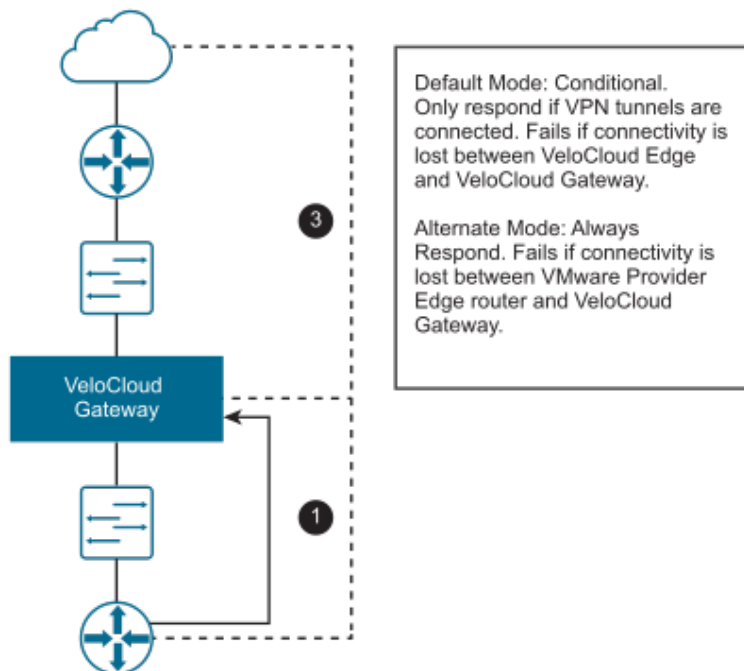 Default Mode: Conditional.
Only respond if VPN tunnels are
connected. Fails if connectivity is
lost between VeloCloud Edge
and VeloCloud Gateway.
Alternate Mode: Always
Respond. Fails if connectivity is
lost between VMware Provider
Edge router and VeloCloud
Gateway.
3
VeloCloud
Gateway
1